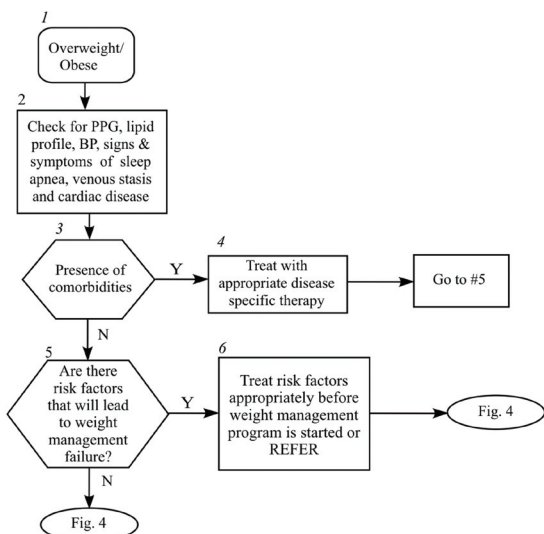 1
Overweight/
Obese
2
Check for PPG, lipid
profile, BP, signs &
symptoms of sleep
apnea, venous stasis
and cardiac disease
3
Presence of
comorbidities
Y
4
Treat with
appropriate disease
specific therapy
Go to #5
N
5
Are there
risk factors
that will lead
to weight
management
failure?
Y
6
Treat risk factors
appropriately before
weight management
program is started or
REFER
Fig. 4
N
Fig. 4